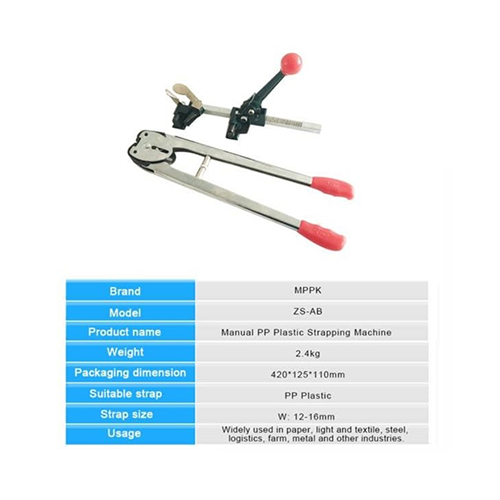 Brand MPPK
Model ZS-AB
Product name Manual PP Plastic Strapping Machine
Weight 2.4kg
Packaging dimension 420*125*110mm
Suitable strap PP Plastic
Strap size W: 12-16mm
Usage Widely used in paper, light and textile, steel,
logistics, farm, metal and other industries.